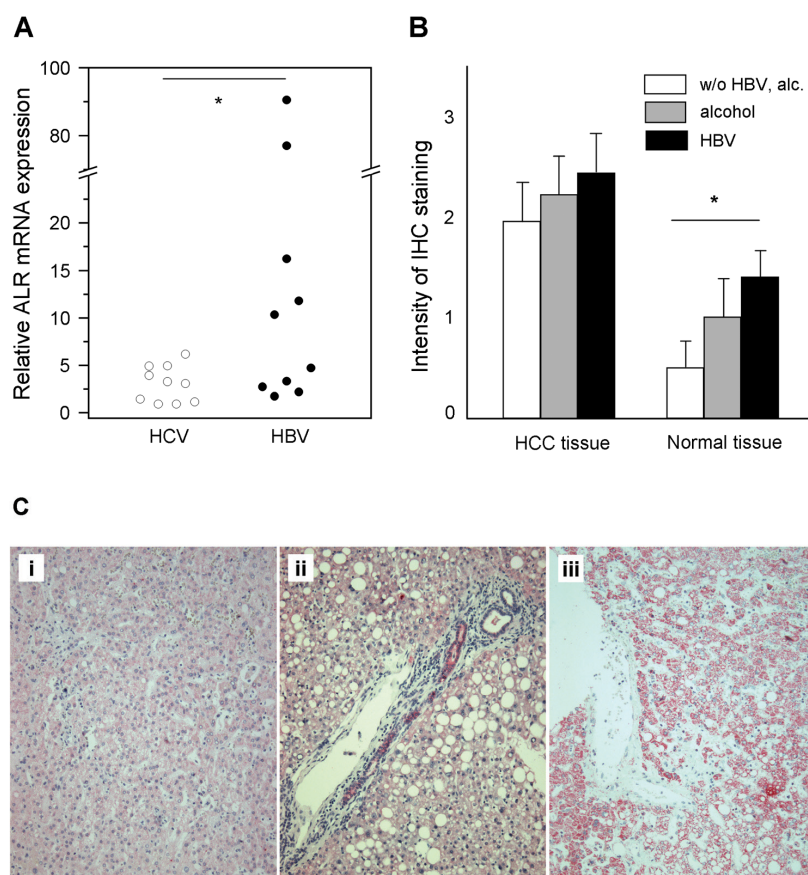 A
Relative ALR mRNA expression
100
80
20
15
10
5
0
*
HCV
HBV
B
Intensity of IHC staining
3
2
1
0
w/o HBV, alc.
alcohol
HBV
*
HCC tissue
Normal tissue
C
i
ii
iii